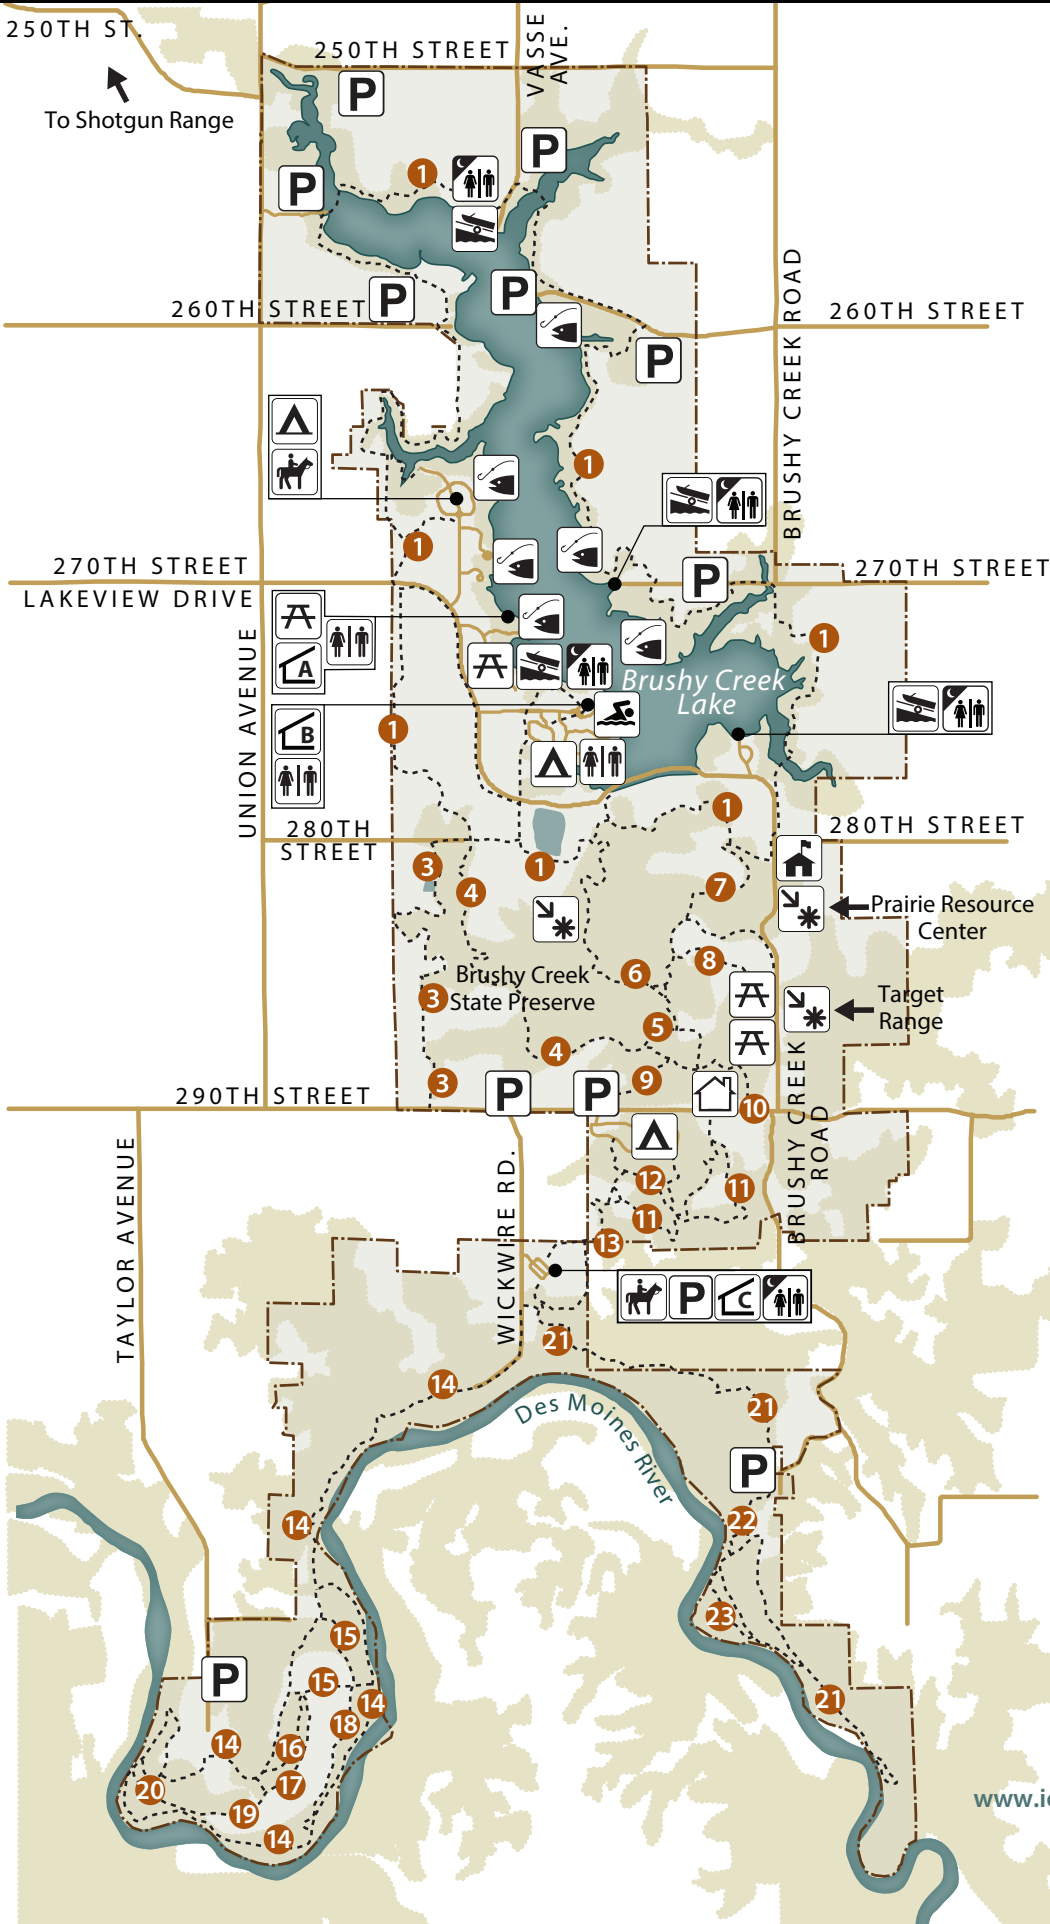 250TH ST.
250TH STREET
VASSE
AVE.
To Shotgun Range
P
P
P
1
P
P
260TH STREET
260TH STREET
P
BRUSHY CREEK ROAD
1
1
270TH STREET
270TH STREET
P
LAKEVIEW DRIVE
A
1
Brushy Creek
Lake
UNION AVENUE
B
1
1
280TH
STREET
280TH STREET
3
1
4
7
Prairie Resource
Center
8
6
Brushy Creek
State Preserve
3
Target
Range
5
4
9
3
P
P
10
290TH STREET
BRUSHY CREEK
ROAD
TAYLOR AVENUE
WICKWIRE RD.
12
11
11
13
P
C
21
14
21
Des Moines River
P
14
22
23
15
P
15
14
21
18
14
16
17
20
19
14